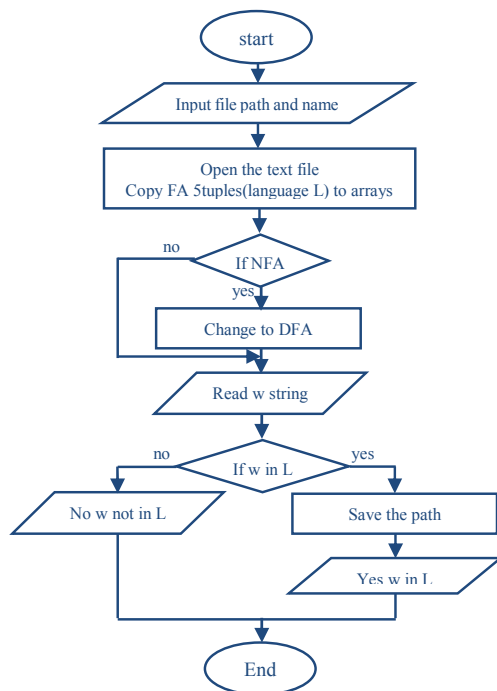 start
Input file path and name
Open the text file
Copy FA 5tuples(language L) to arrays
no
If NFA
yes
Change to DFA
Read w string
no
If w in L
yes
No w not in L
Save the path
Yes w in L
End